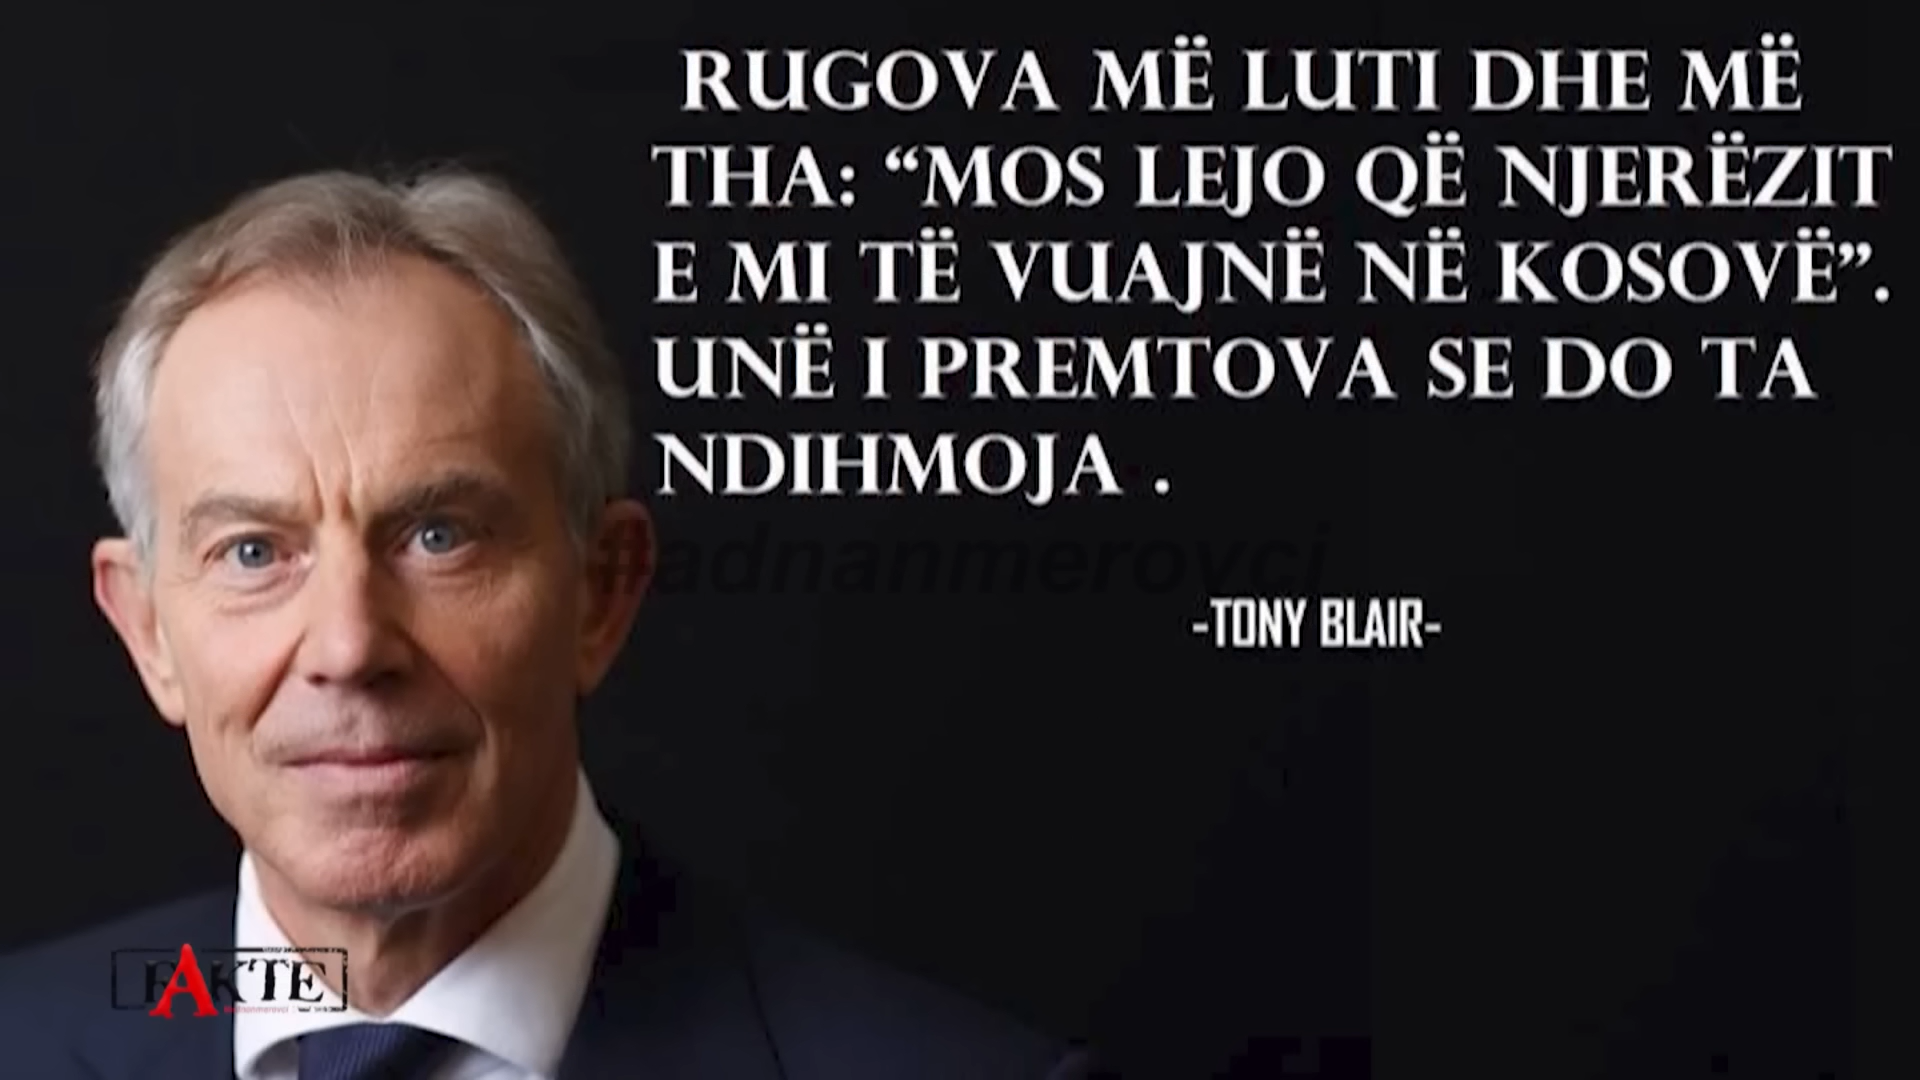 RUGOVA MË LUTI DHE MË
THA: “MOS LEJO QË NJERËZIT
E MI TË VUAJNË NË KOSOVË”.
UNË I PREMTOVA SE DO TA
NDIHMOJA .
#adnanmerovci
-TONY BLAIR-
FAKTE
#adnanmerovci